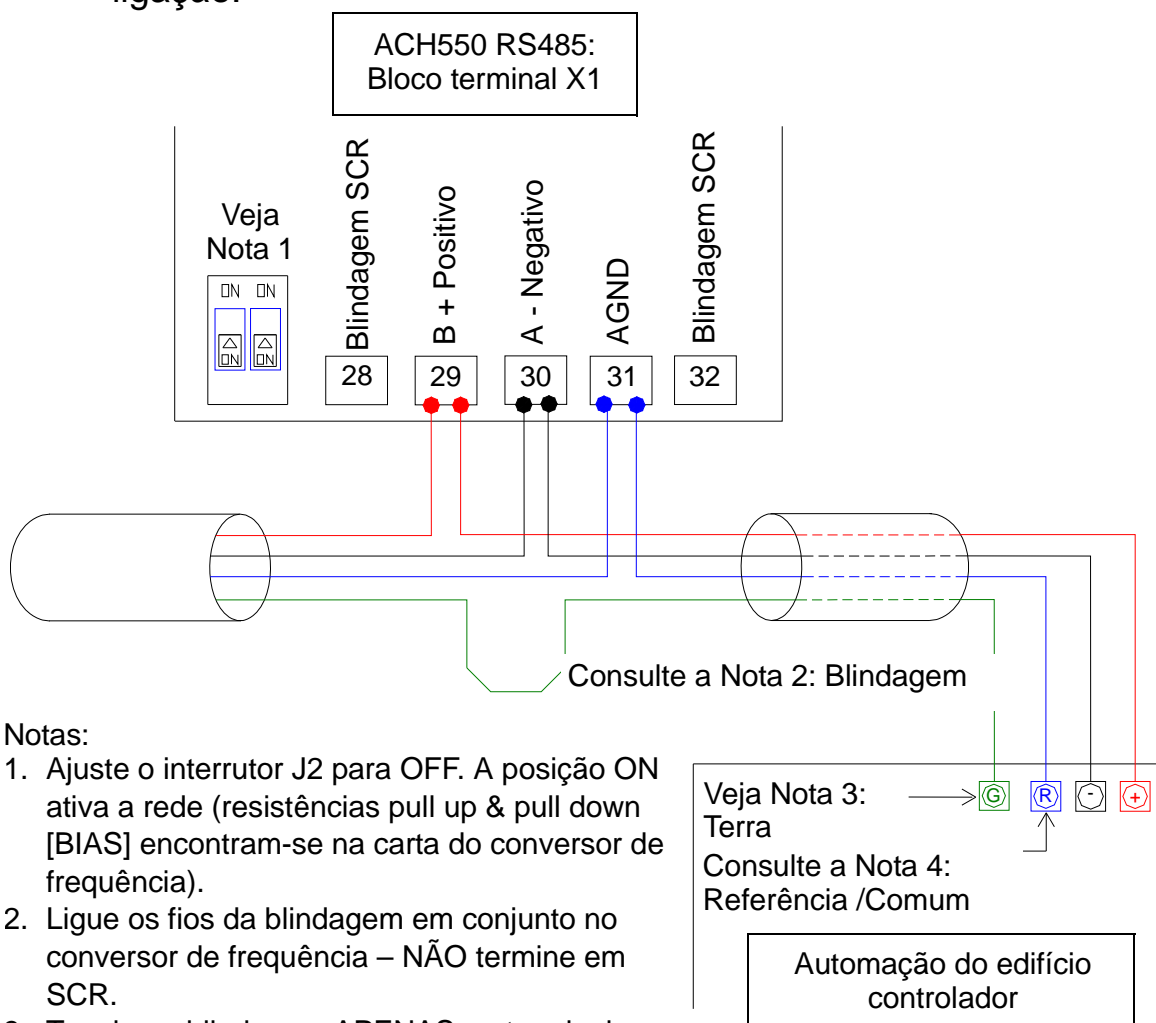 ligação.
ACH550 RS485:
Bloco terminal X1
Veja
Nota 1
ON ON
ON ON
Blindagem SCR
B + Positivo
A - Negativo
AGND
Blindagem SCR
28 29 30 31 32
Consulte a Nota 2: Blindagem
Notas:
1. Ajuste o interrutor J2 para OFF. A posição ON
ativa a rede (resistências pull up & pull down
[BIAS] encontram-se na carta do conversor de
frequência).
2. Ligue os fios da blindagem em conjunto no
conversor de frequência – NÃO termine em
SCR.
Veja Nota 3:
Terra
G R - +
Consulte a Nota 4:
Referência /Comum
Automação do edifício
controlador